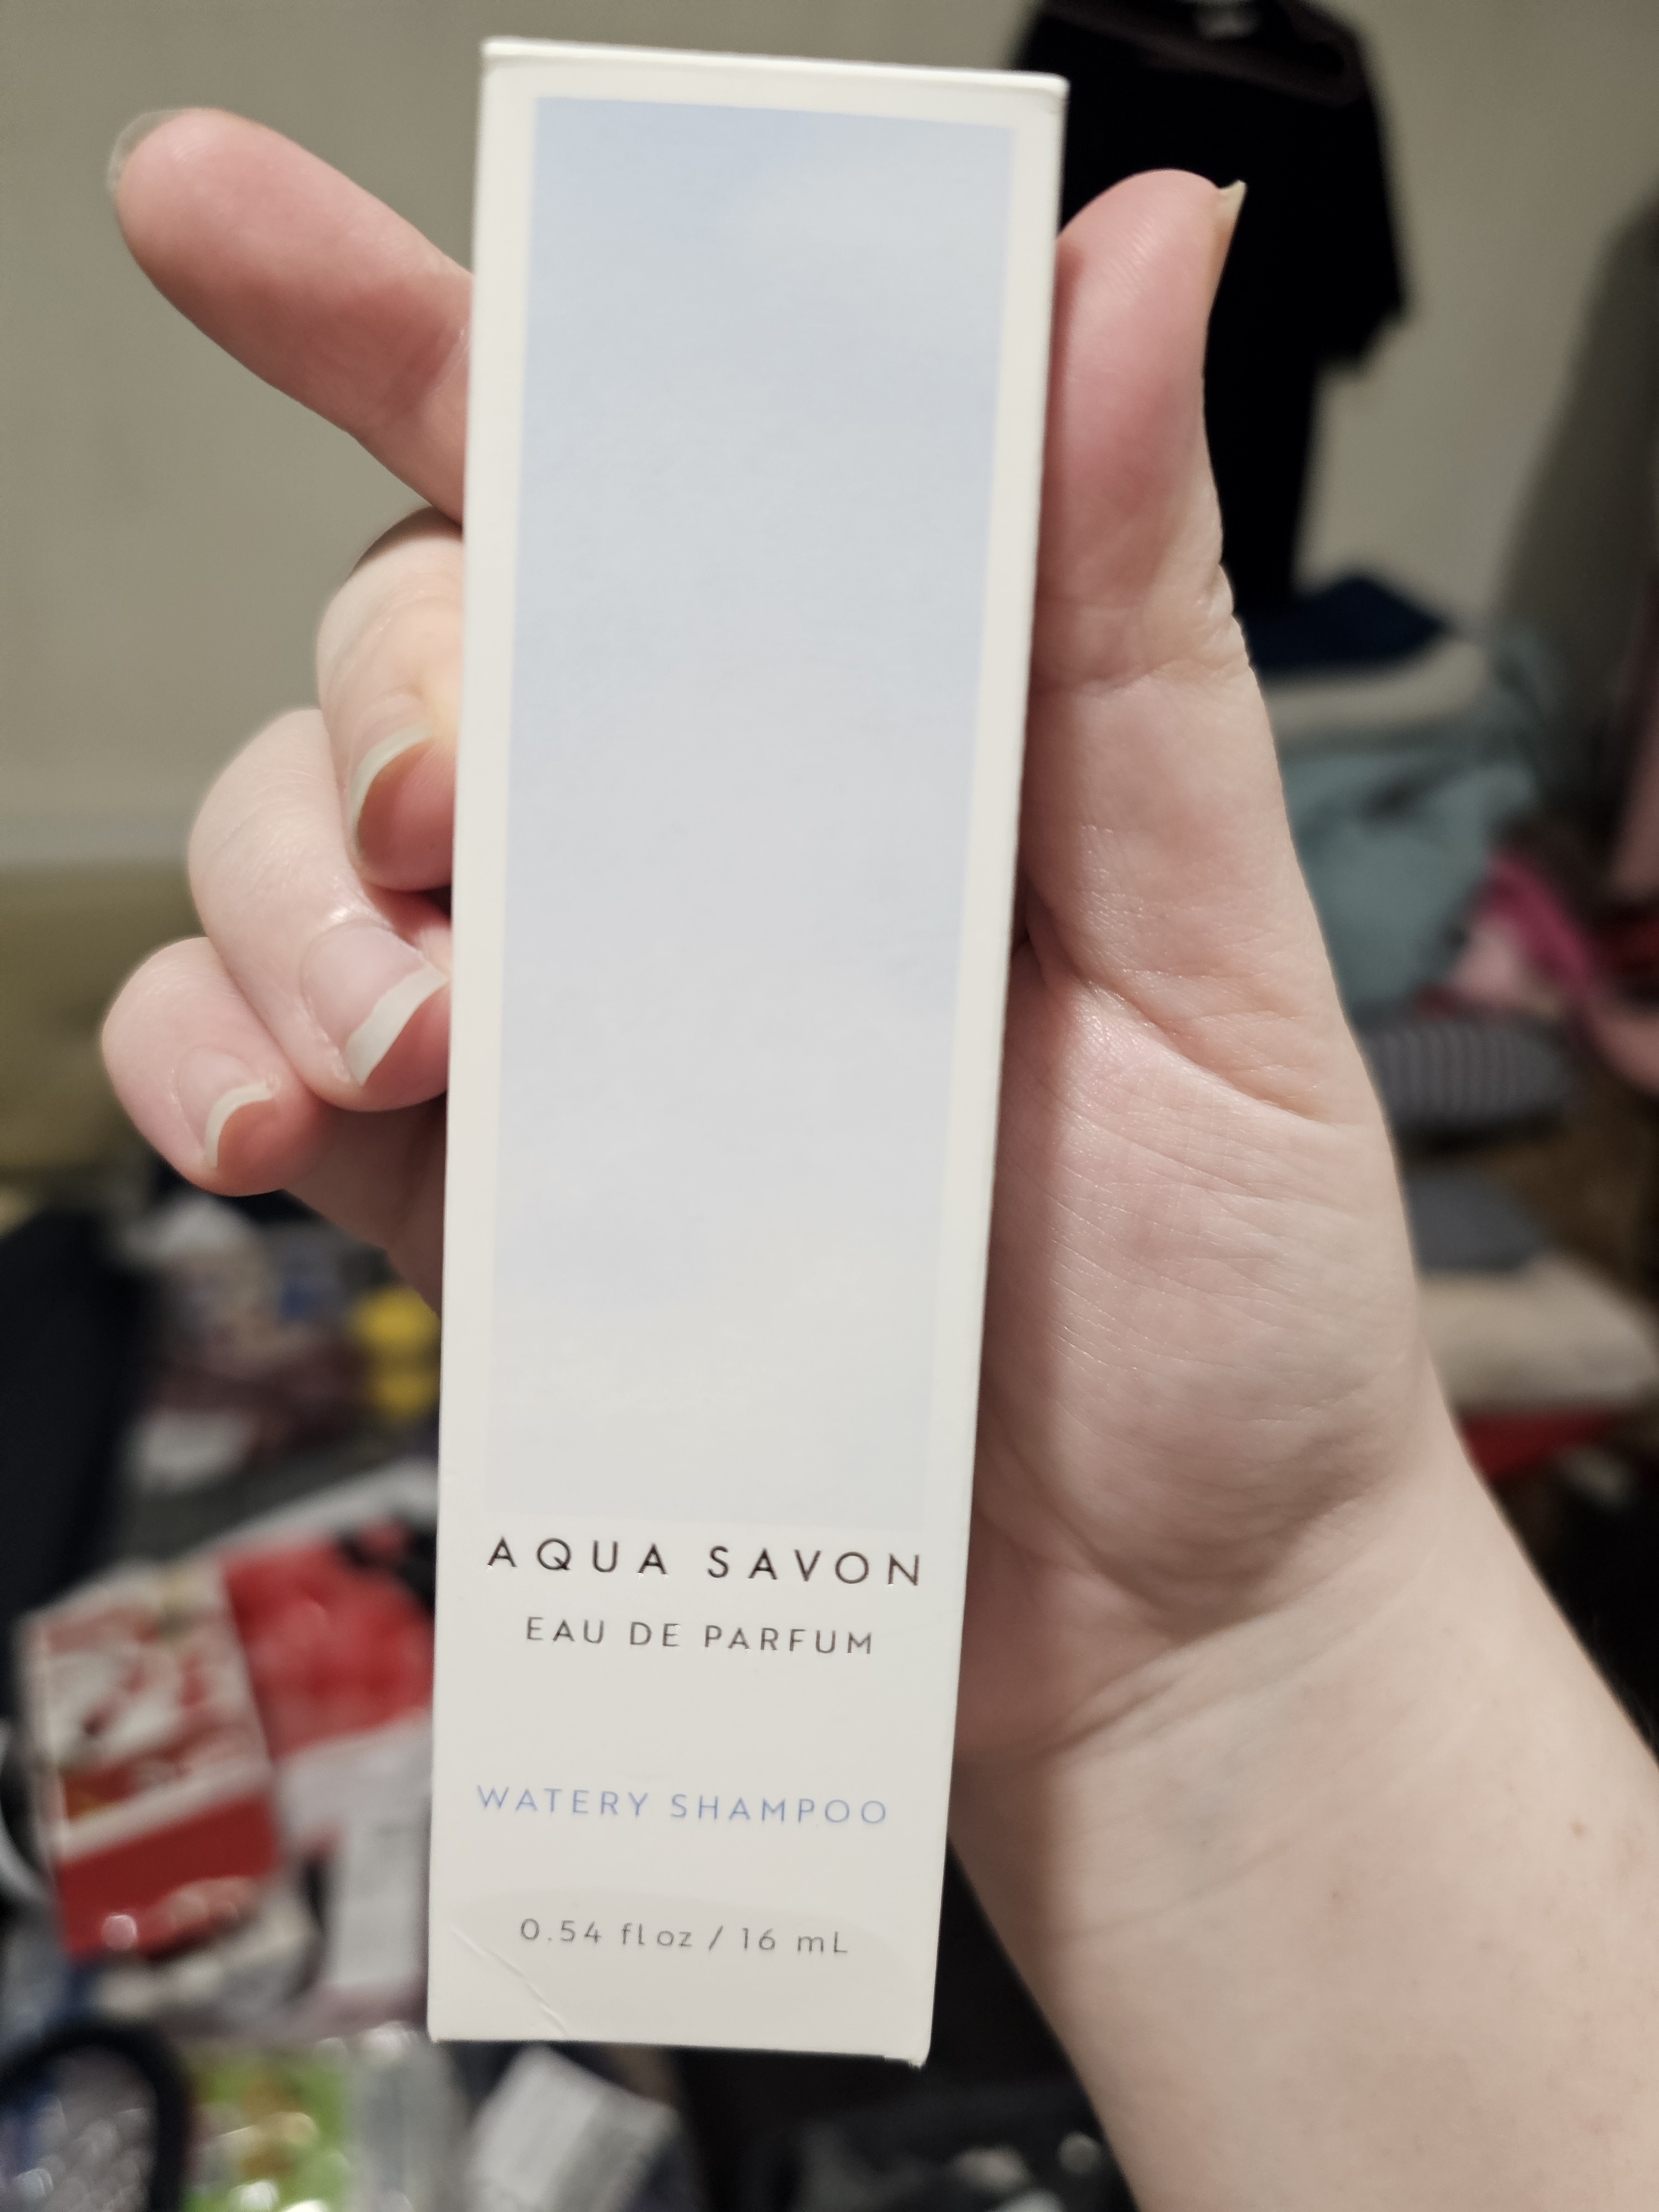 AQUA SAVON
EAU DE PARFUM
WATERY SHAMPOO
0.54 fl oz / 16 mL